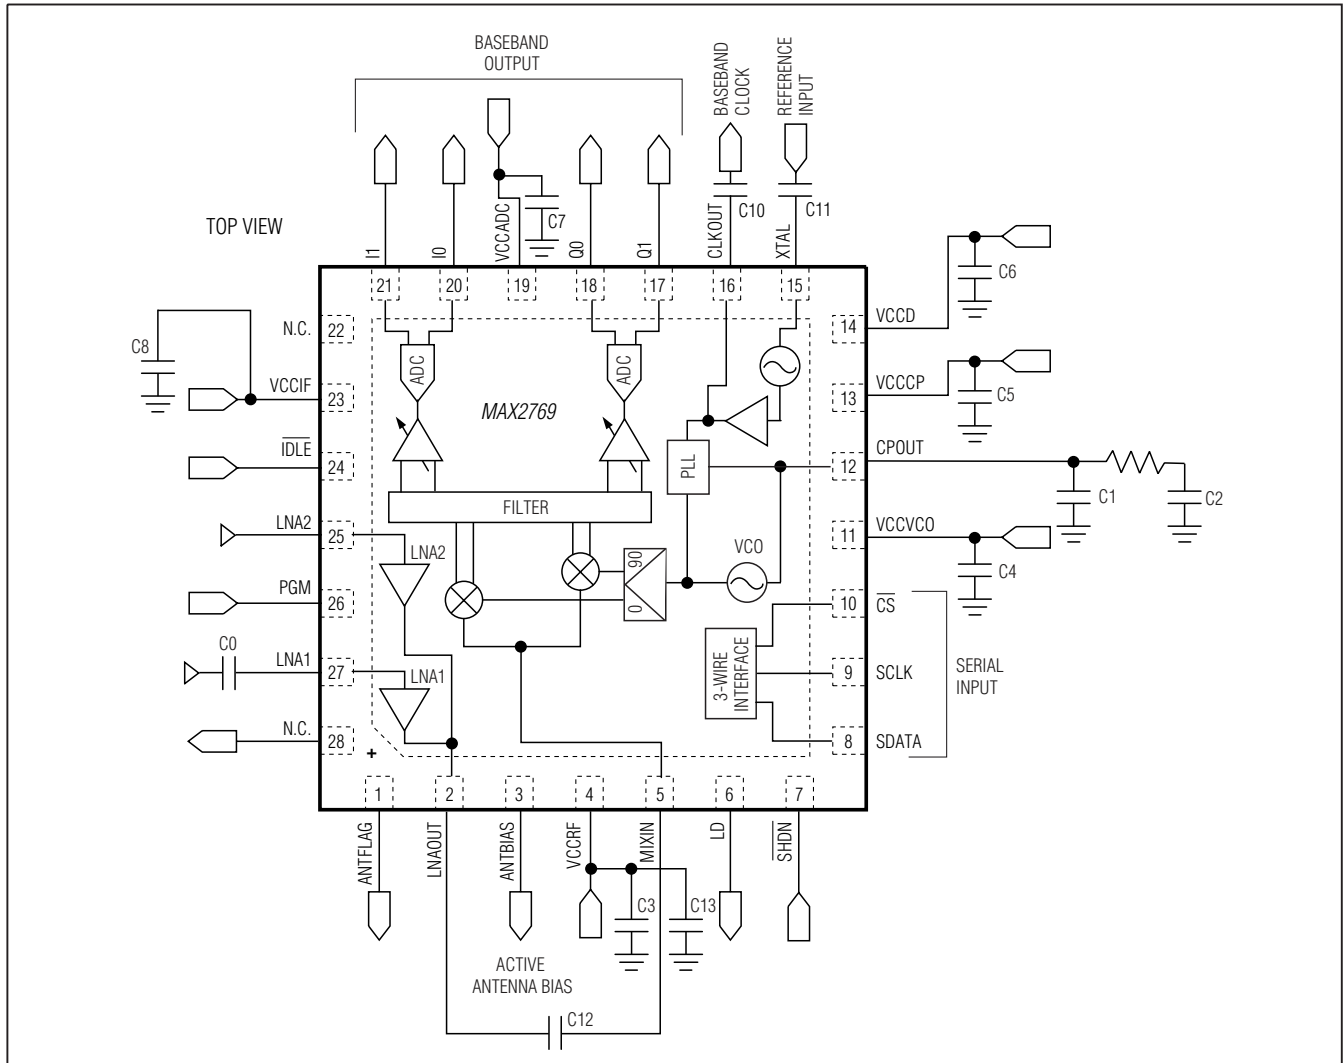 BASEBAND
OUTPUT
BASEBAND
CLOCK
REFERENCE
INPUT
TOP VIEW
I1
I0
VCCADC
C7
Q0
Q1
CLKOUT
C10
XTAL
C11
C6
21
20
19
18
17
16
15
N.C.
22
14
VCCD
C8
ADC
ADC
VCCIF
23
MAX2769
13
VCCCP
C5
IDLE
24
PLL
12
CPOUT
C1
C2
FILTER
LNA2
25
LNA2
VCO
11
VCCVCO
C4
90
0
PGM
26
10
CS
C0
LNA1
27
LNA1
3-WIRE
INTERFACE
9
SCLK
SERIAL
INPUT
N.C.
28
+
8
SDATA
1
2
3
4
5
6
7
ANTFLAG
LNAOUT
ANTBIAS
VCCRF
MIXIN
LD
SHDN
C3
C13
ACTIVE
ANTENNA BIAS
C12